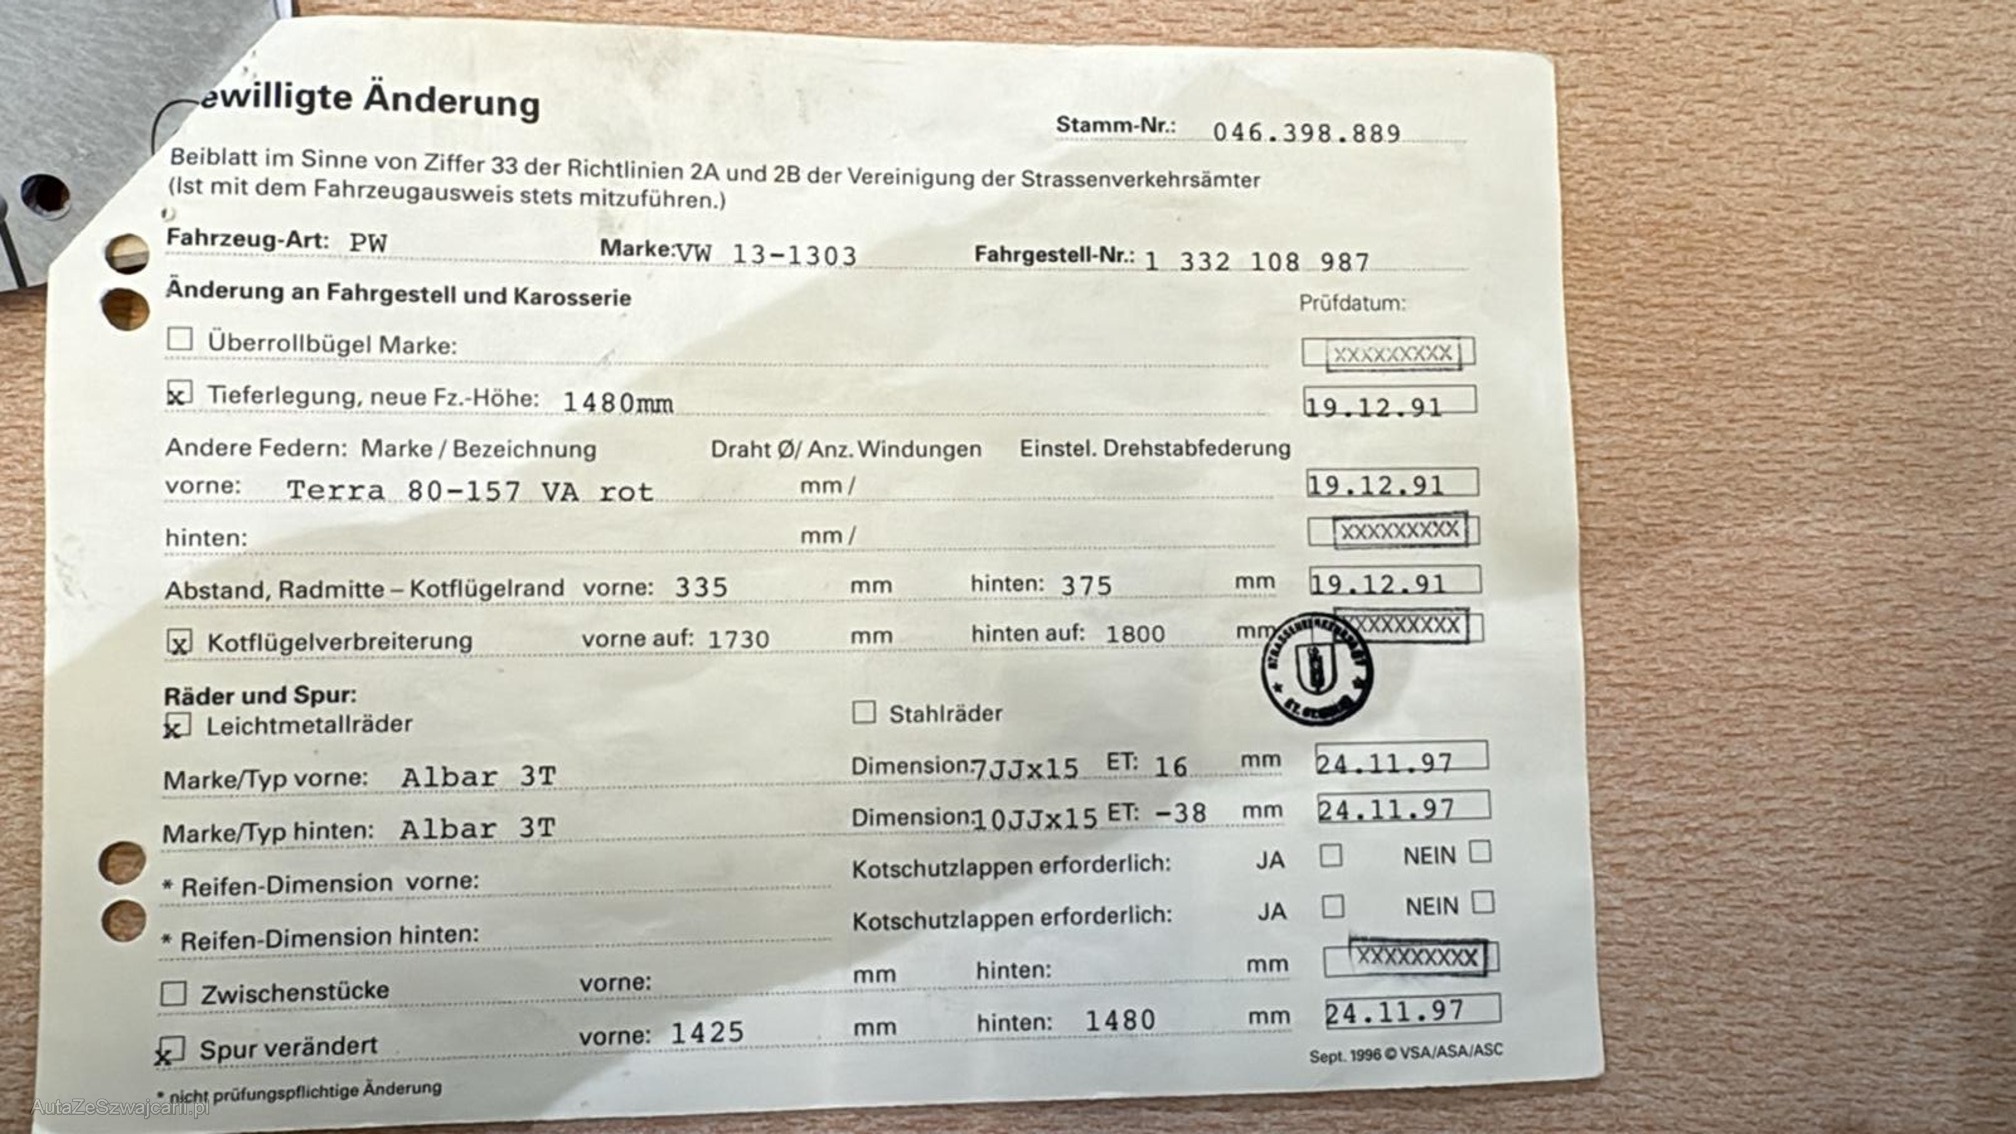 ewilligte Änderung
Stamm-Nr.: 046.398.889
Beiblatt im Sinne von Ziffer 33 der Richtlinien 2A und 2B der Vereinigung der Strassenverkehrsämter
(Ist mit dem Fahrzeugausweis stets mitzuführen.)
Fahrzeug-Art: PW Marke: VW 13-1303 Fahrgestell-Nr.: 1 332 108 987
Änderung an Fahrgestell und Karosserie Prüfdatum:
Überrollbügel Marke: XXXXXXXXX
x Tieferlegung, neue Fz.-Höhe: 1480mm 19.12.91
Andere Federn: Marke / Bezeichnung Draht Ø/ Anz. Windungen Einstel. Drehstabfederung
vorne: Terra 80-157 VA rot mm / 19.12.91
hinten: mm / XXXXXXXXX
Abstand, Radmitte – Kotflügelrand vorne: 335 mm hinten: 375 mm 19.12.91
x Kotflügelverbreiterung vorne auf: 1730 mm hinten auf: 1800 mm XXXXXXXX
Räder und Spur:
x Leichtmetallräder Stahlräder
Marke/Typ vorne: Albar 3T Dimension: 7JJx15 ET: 16 mm 24.11.97
Marke/Typ hinten: Albar 3T Dimension: 10JJx15 ET: -38 mm 24.11.97
* Reifen-Dimension vorne: Kotschutzlappen erforderlich: JA NEIN
* Reifen-Dimension hinten: Kotschutzlappen erforderlich: JA NEIN
Zwischenstücke vorne: mm hinten: mm XXXXXXXXX
x Spur verändert vorne: 1425 mm hinten: 1480 mm 24.11.97
Sept. 1996 © VSA/ASA/ASC
* nicht prüfungspflichtige Änderung
AutaZeSzwajcarii.pl